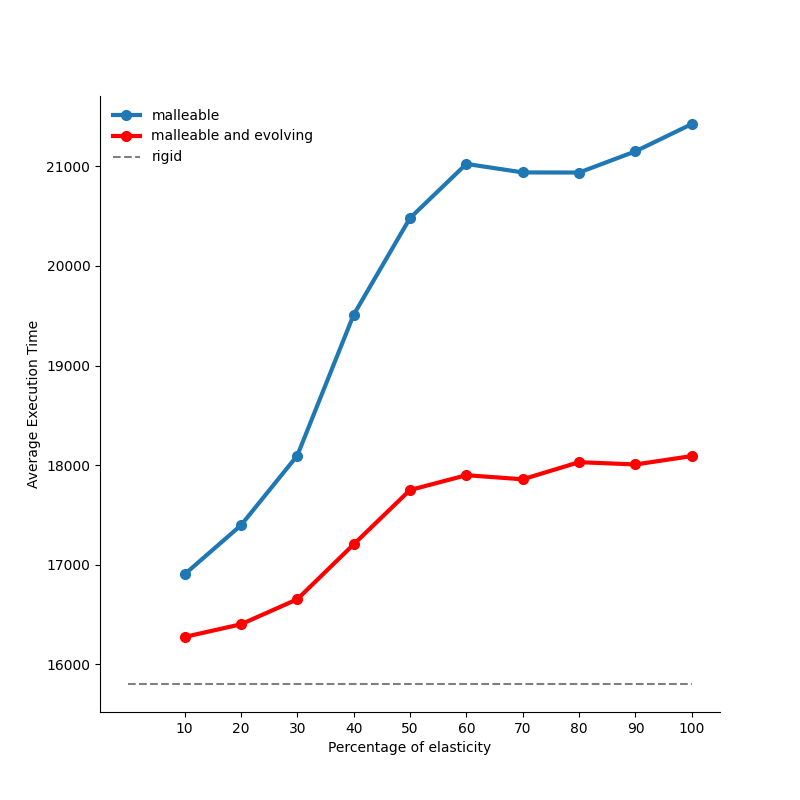 malleable
malleable and evolving
rigid
21000
20000
19000
18000
17000
16000
Average Execution Time
10 20 30 40 50 60 70 80 90 100
Percentage of elasticity